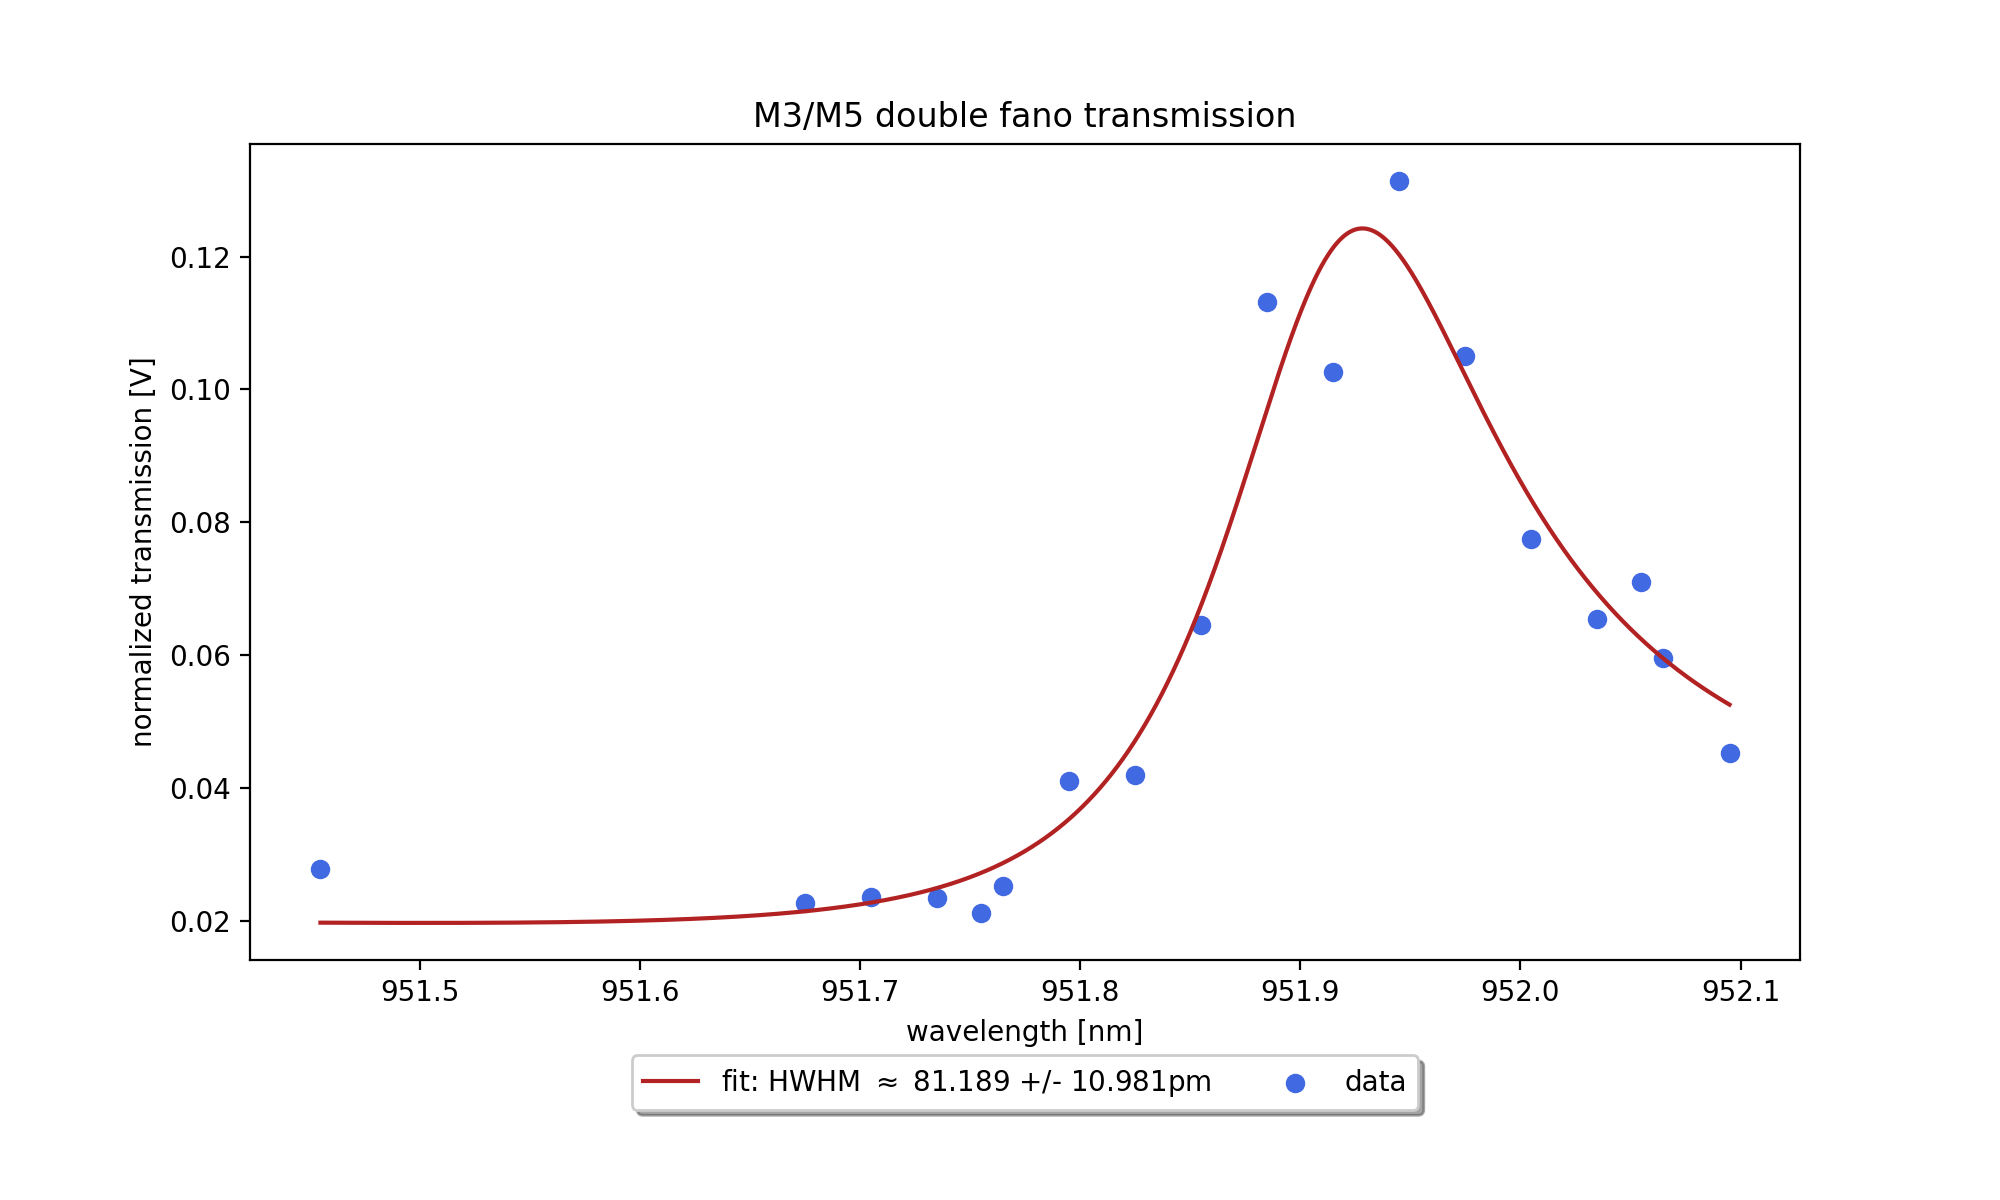 M3/M5 double fano transmission
normalized transmission [V]
0.12
0.10
0.08
0.06
0.04
0.02
951.5 951.6 951.7 951.8 951.9 952.0 952.1
wavelength [nm]
fit: HWHM ≈ 81.189 +/- 10.981pm data